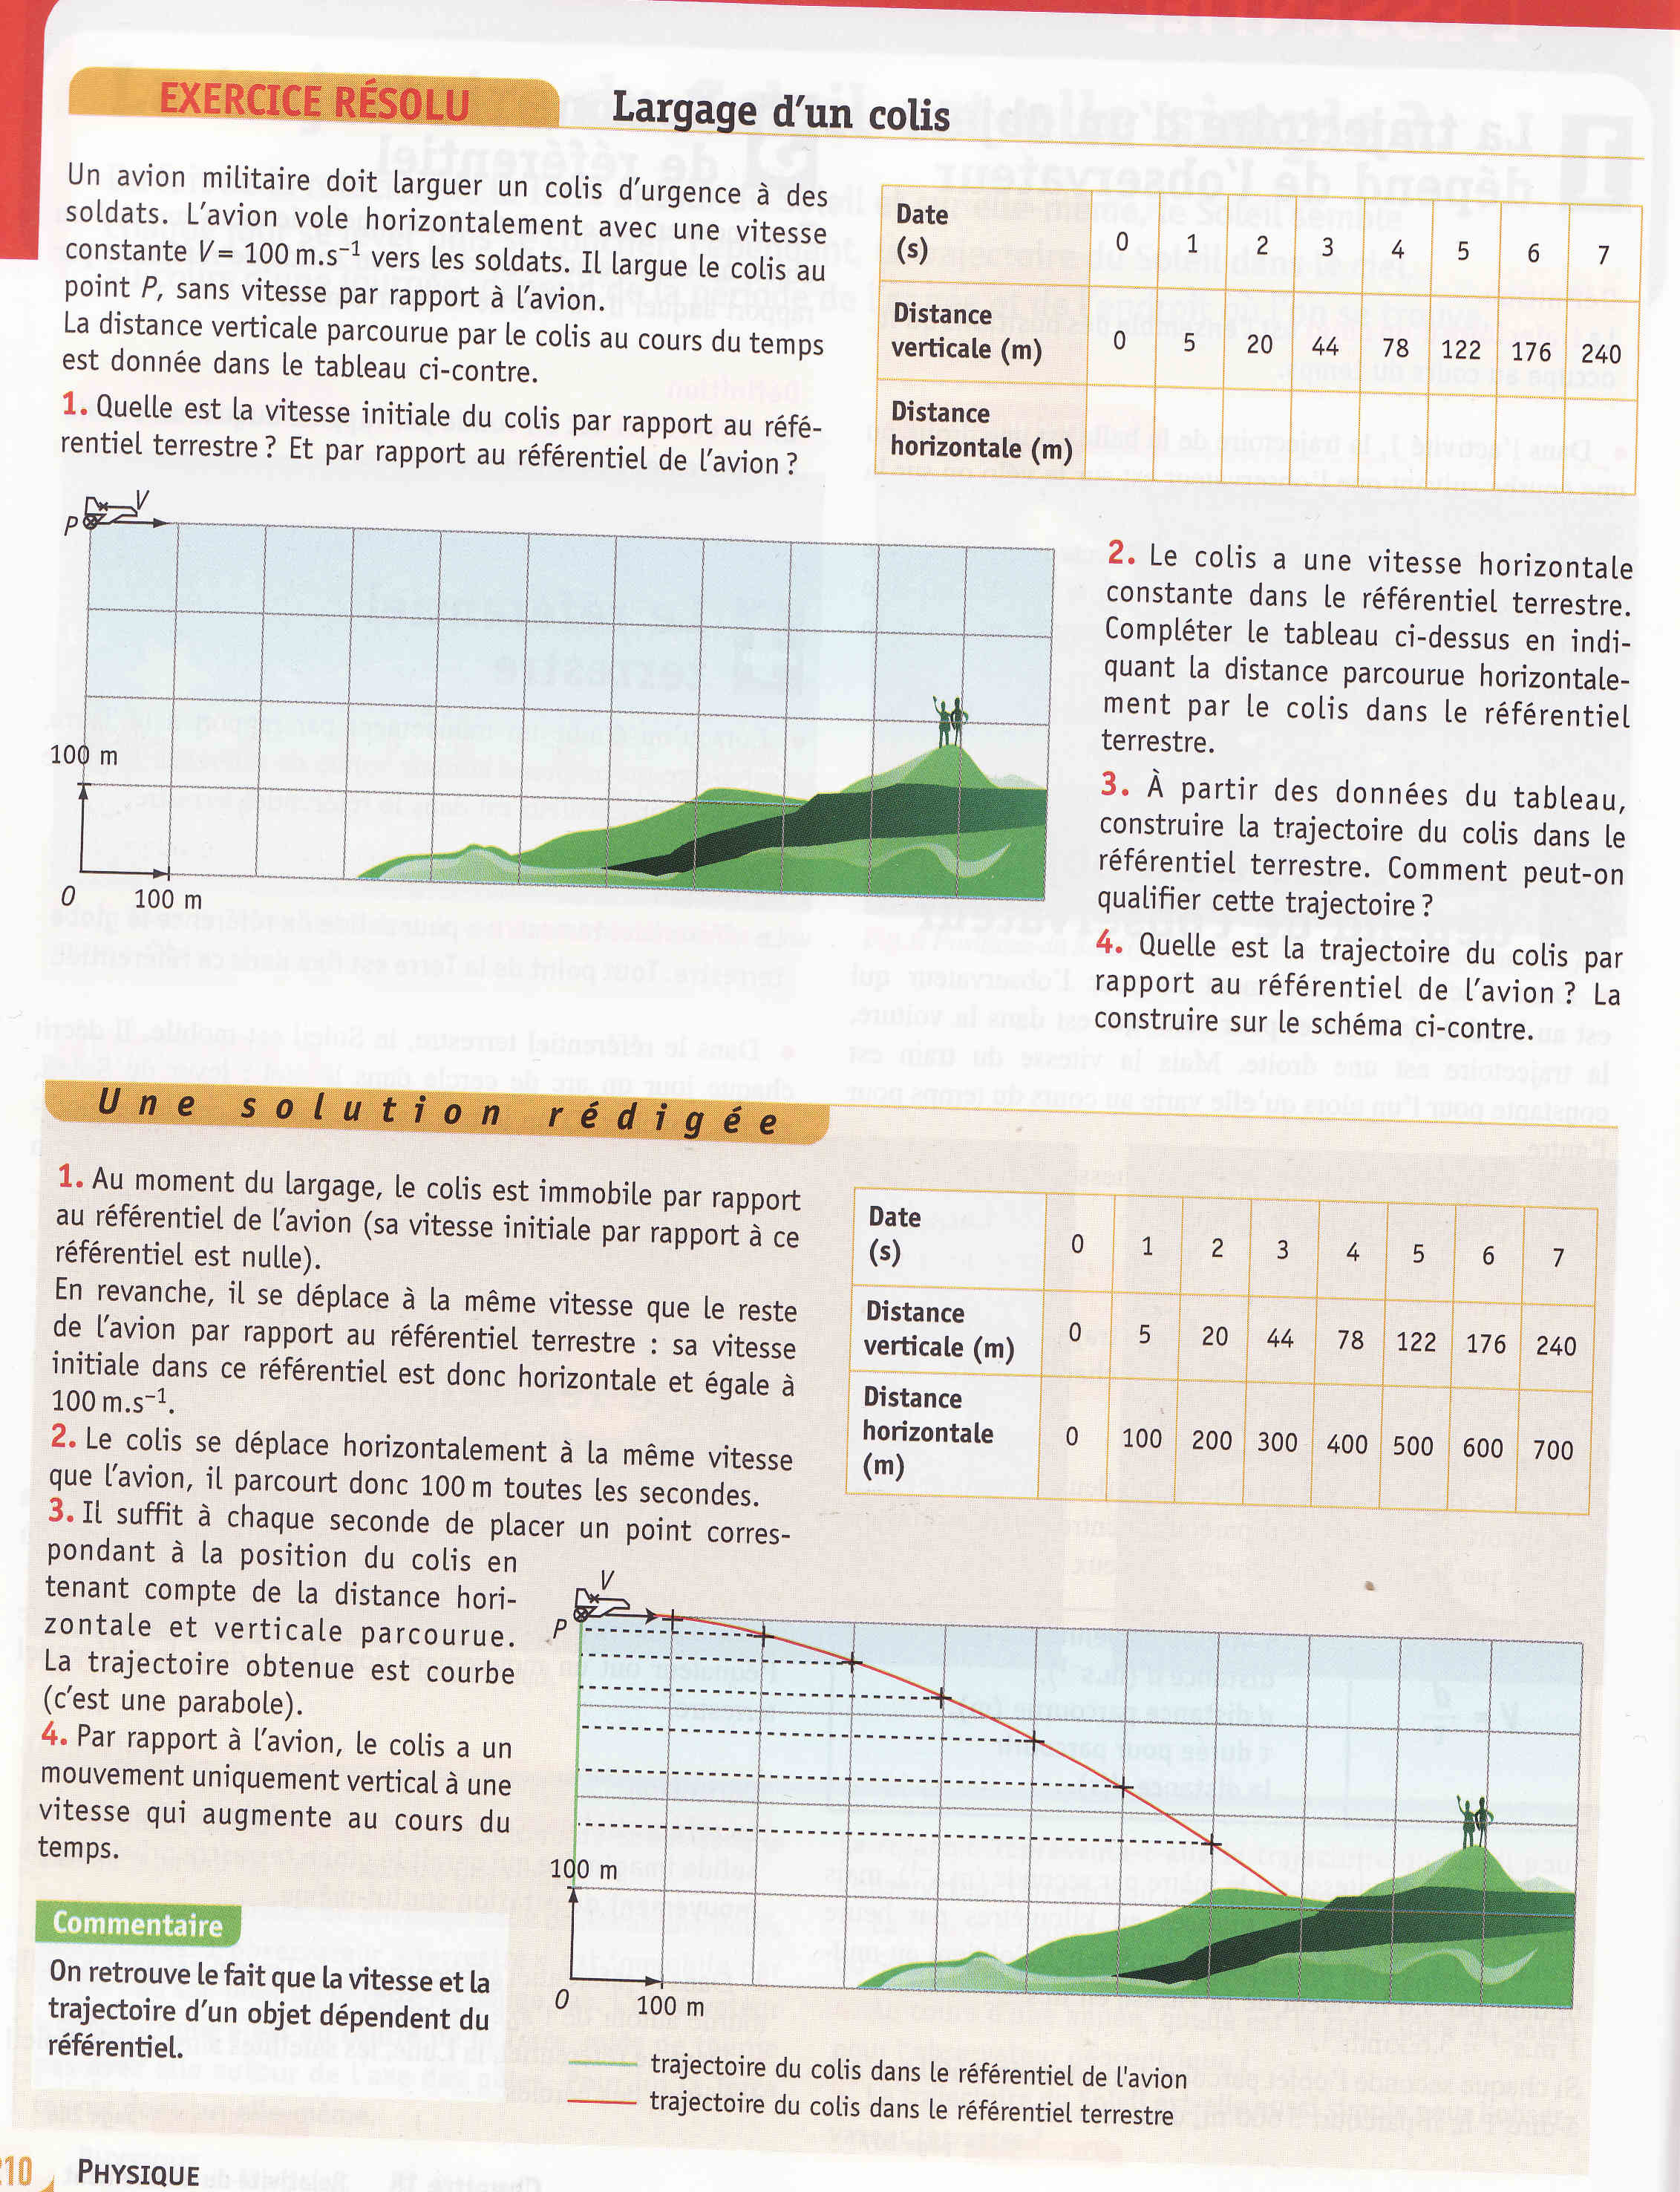 EXERCICE RÉSOLU
Largage d'un colis
Un avion militaire doit larguer un colis d'urgence à des
soldats. L'avion vole horizontalement avec une vitesse
constante V = 100 m.s⁻¹ vers les soldats. Il largue le colis au
point P, sans vitesse par rapport à l'avion.
La distance verticale parcourue par le colis au cours du temps
est donnée dans le tableau ci-contre.
1. Quelle est la vitesse initiale du colis par rapport au réfé-
rentiel terrestre ? Et par rapport au référentiel de l'avion ?
Date
(s) 0 1 2 3 4 5 6 7
Distance
verticale (m) 0 5 20 44 78 122 176 240
Distance
horizontale (m)
V
P
100 m
0 100 m
2. Le colis a une vitesse horizontale
constante dans le référentiel terrestre.
Compléter le tableau ci-dessus en indi-
quant la distance parcourue horizontale-
ment par le colis dans le référentiel
terrestre.
3. À partir des données du tableau,
construire la trajectoire du colis dans le
référentiel terrestre. Comment peut-on
qualifier cette trajectoire ?
4. Quelle est la trajectoire du colis par
rapport au référentiel de l'avion ? La
construire sur le schéma ci-contre.
Une solution rédigée
1. Au moment du largage, le colis est immobile par rapport
au référentiel de l'avion (sa vitesse initiale par rapport à ce
référentiel est nulle).
En revanche, il se déplace à la même vitesse que le reste
de l'avion par rapport au référentiel terrestre : sa vitesse
initiale dans ce référentiel est donc horizontale et égale à
100 m.s⁻¹.
2. Le colis se déplace horizontalement à la même vitesse
que l'avion, il parcourt donc 100 m toutes les secondes.
3. Il suffit à chaque seconde de placer un point corres-
pondant à la position du colis en
tenant compte de la distance hori-
zontale et verticale parcourue.
La trajectoire obtenue est courbe
(c'est une parabole).
4. Par rapport à l'avion, le colis a un
mouvement uniquement vertical à une
vitesse qui augmente au cours du
temps.
Date
(s) 0 1 2 3 4 5 6 7
Distance
verticale (m) 0 5 20 44 78 122 176 240
Distance
horizontale
(m) 0 100 200 300 400 500 600 700
V
P
100 m
0 100 m
trajectoire du colis dans le référentiel de l'avion
trajectoire du colis dans le référentiel terrestre
Commentaire
On retrouve le fait que la vitesse et la
trajectoire d'un objet dépendent du
référentiel.
210 PHYSIQUE